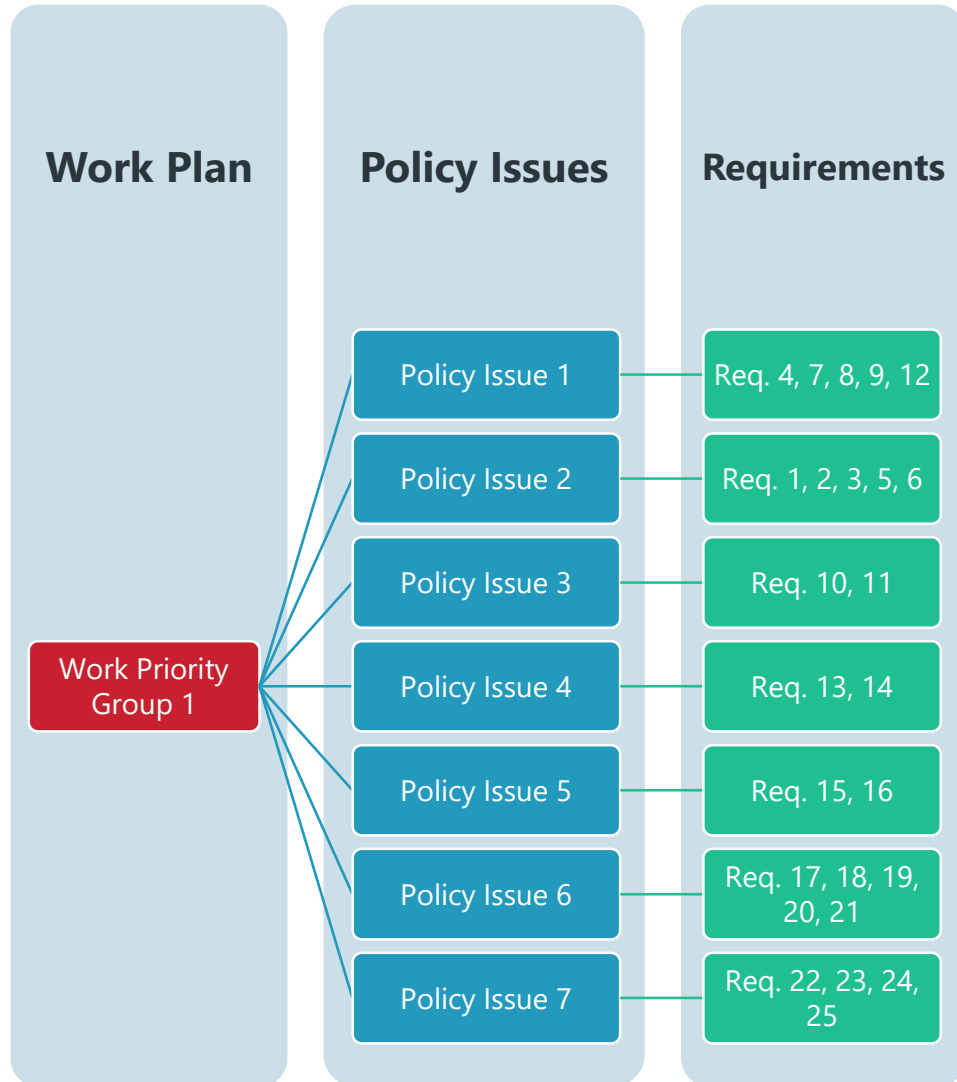 Work Plan
Policy Issues
Requirements
Policy Issue 1
Req. 4, 7, 8, 9, 12
Policy Issue 2
Req. 1, 2, 3, 5, 6
Policy Issue 3
Req. 10, 11
Work Priority
Group 1
Policy Issue 4
Req. 13, 14
Policy Issue 5
Req. 15, 16
Policy Issue 6
Req. 17, 18, 19,
20, 21
Policy Issue 7
Req. 22, 23, 24,
25